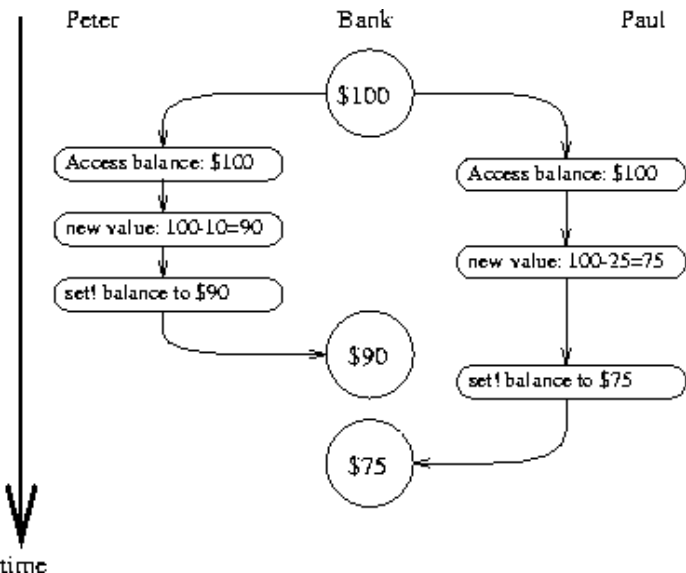 Peter Bank Paul
$100
Access balance: $100
Access balance: $100
new value: 100-10=90
new value: 100-25=75
set! balance to $90
$90
set! balance to $75
$75
time